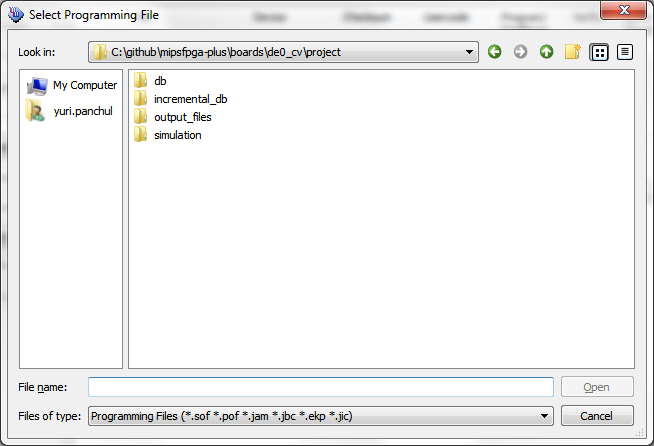 Select Programming File
Look in: C:\github\mipsfpga-plus\boards\de0_cv\project
My Computer
yuri.panchul
db
incremental_db
output_files
simulation
File name: Open
Files of type: Programming Files (*.sof *.pof *.jam *.jbc *.ekp *.jic) Cancel